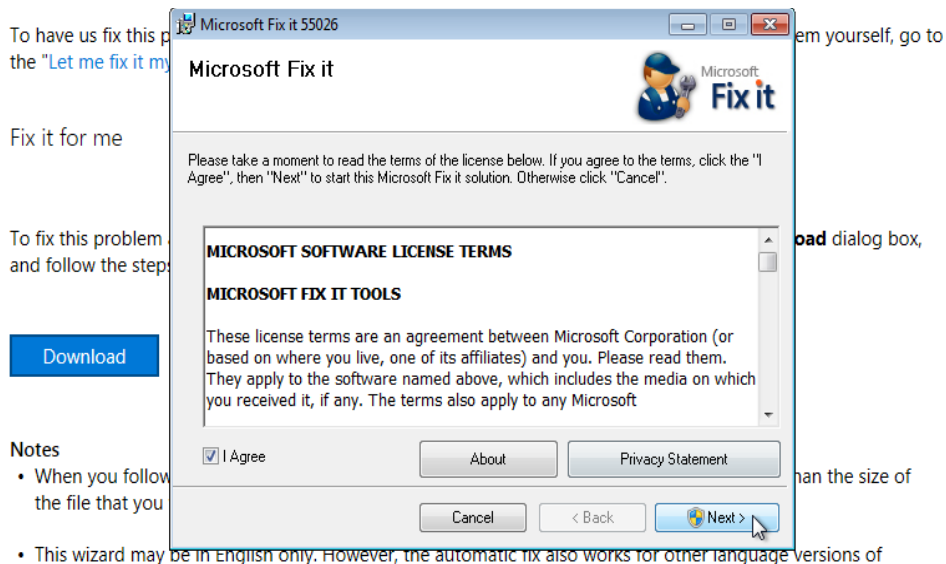 Microsoft Fix it 55026
To have us fix this p
em yourself, go to
the "Let me fix it my
Microsoft Fix it
Microsoft
Fix it
Fix it for me
Please take a moment to read the terms of the license below. If you agree to the terms, click the "I
Agree", then "Next" to start this Microsoft Fix it solution. Otherwise click "Cancel".
To fix this problem
oad dialog box,
and follow the steps
MICROSOFT SOFTWARE LICENSE TERMS
MICROSOFT FIX IT TOOLS
These license terms are an agreement between Microsoft Corporation (or
based on where you live, one of its affiliates) and you. Please read them.
They apply to the software named above, which includes the media on which
you received it, if any. The terms also apply to any Microsoft
Download
I Agree
About
Privacy Statement
Notes
• When you follow
han the size of
the file that you
Cancel
< Back
Next >
• This wizard may be in English only. However, the automatic fix also works for other language versions of